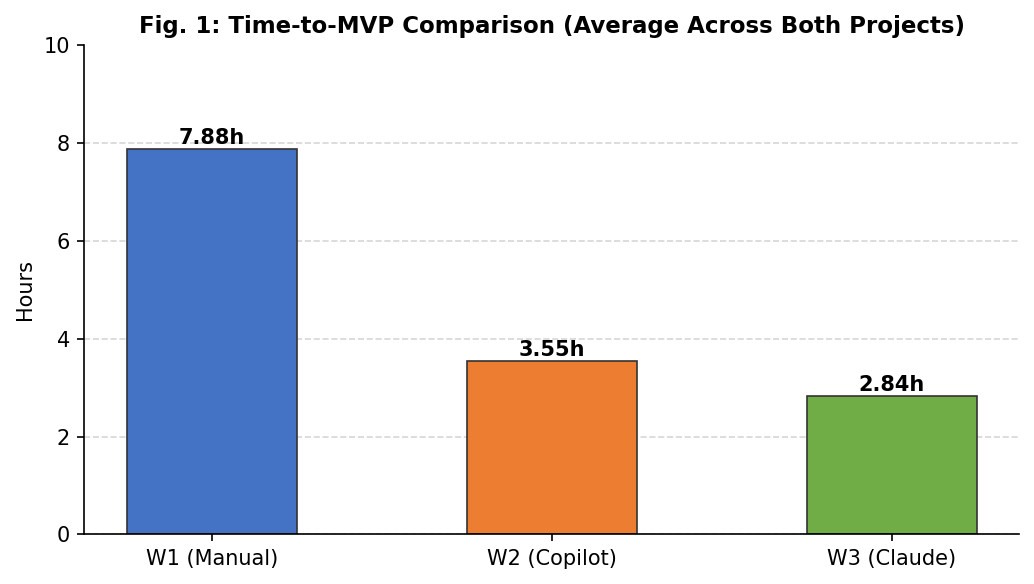 Fig. 1: Time-to-MVP Comparison (Average Across Both Projects)
10
8
6
4
2
0
Hours
7.88h
3.55h
2.84h
W1 (Manual)
W2 (Copilot)
W3 (Claude)